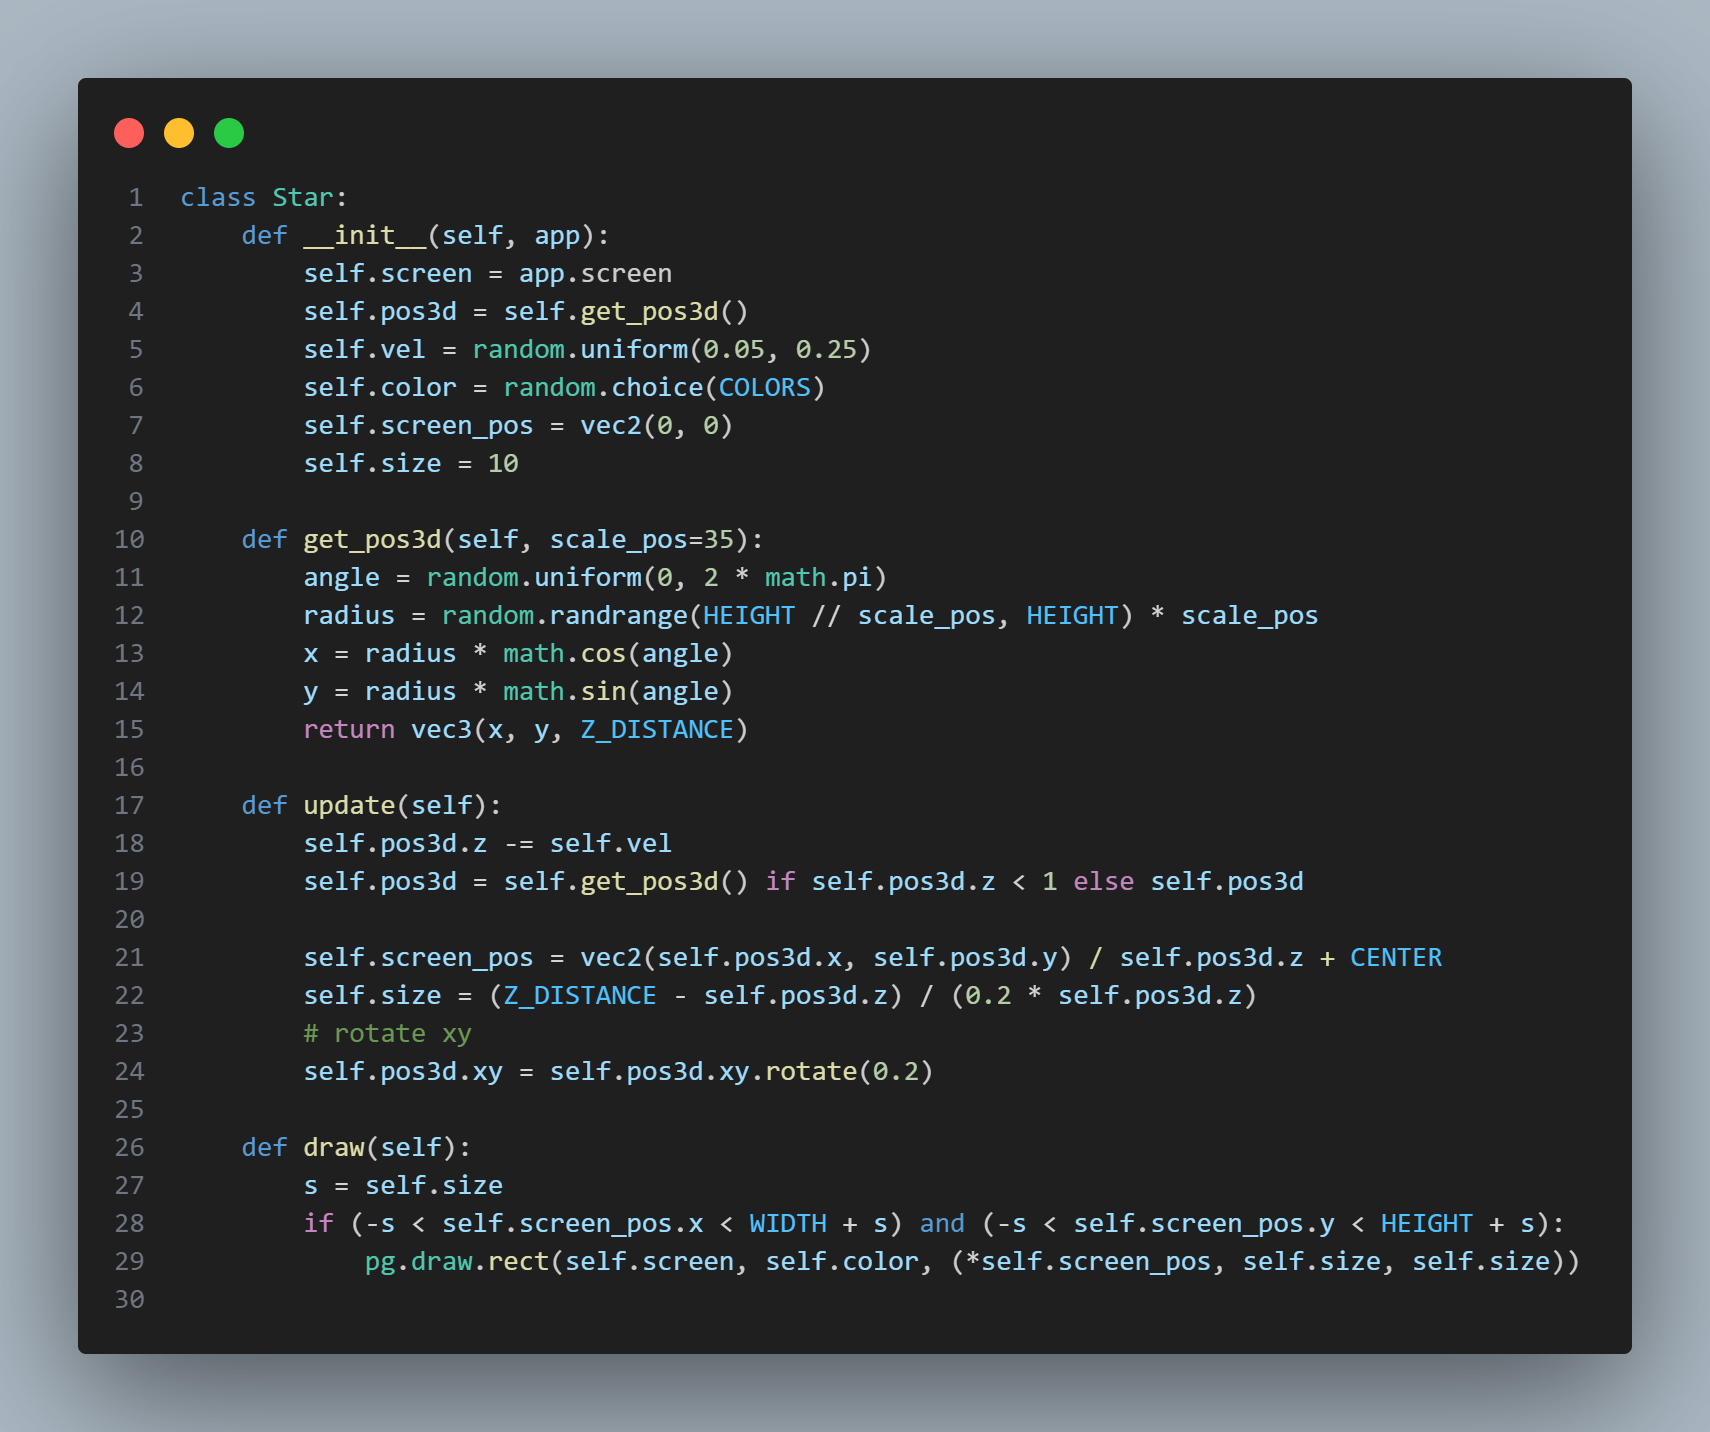 1 class Star:
2     def __init__(self, app):
3         self.screen = app.screen
4         self.pos3d = self.get_pos3d()
5         self.vel = random.uniform(0.05, 0.25)
6         self.color = random.choice(COLORS)
7         self.screen_pos = vec2(0, 0)
8         self.size = 10
9
10     def get_pos3d(self, scale_pos=35):
11         angle = random.uniform(0, 2 * math.pi)
12         radius = random.randrange(HEIGHT // scale_pos, HEIGHT) * scale_pos
13         x = radius * math.cos(angle)
14         y = radius * math.sin(angle)
15         return vec3(x, y, Z_DISTANCE)
16
17     def update(self):
18         self.pos3d.z -= self.vel
19         self.pos3d = self.get_pos3d() if self.pos3d.z < 1 else self.pos3d
20
21         self.screen_pos = vec2(self.pos3d.x, self.pos3d.y) / self.pos3d.z + CENTER
22         self.size = (Z_DISTANCE - self.pos3d.z) / (0.2 * self.pos3d.z)
23         # rotate xy
24         self.pos3d.xy = self.pos3d.xy.rotate(0.2)
25
26     def draw(self):
27         s = self.size
28         if (-s < self.screen_pos.x < WIDTH + s) and (-s < self.screen_pos.y < HEIGHT + s):
29             pg.draw.rect(self.screen, self.color, (*self.screen_pos, self.size, self.size))
30